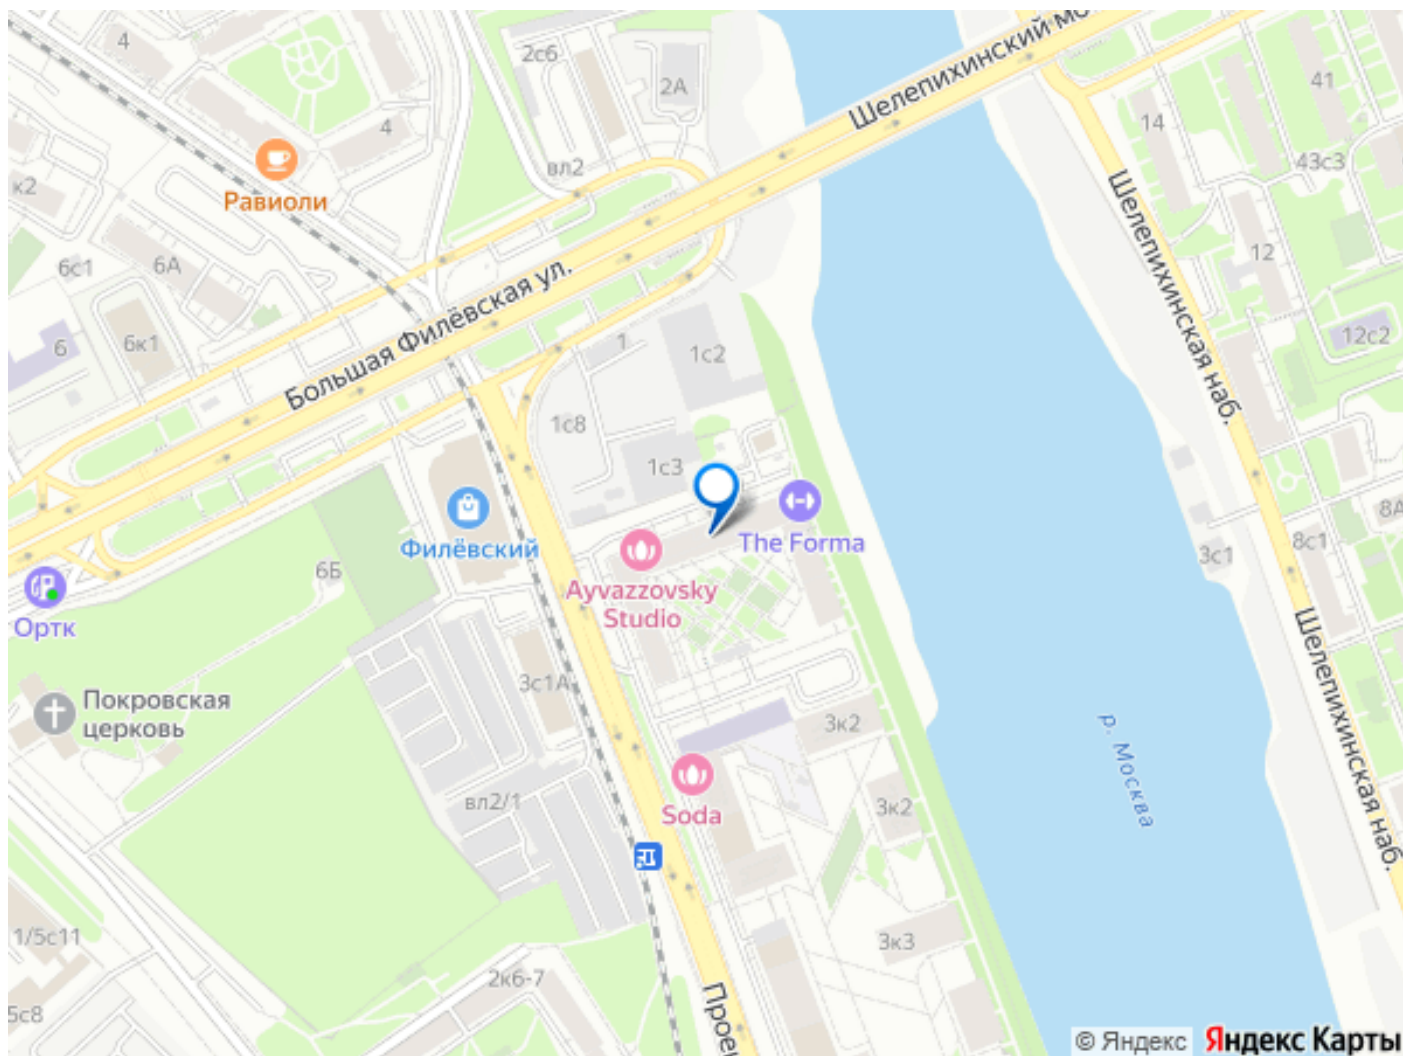 4
2с6
2А
Шелепихинский мо
41
14
4
43с3
вл2
к2
Равиоли
Шелепихинская наб.
6с1
6А
12
Большая Филёвская ул.
6к1
6
1
1с2
12с2
1с8
1с3
8А
Филёвский
The Forma
8с1
3с1
6Б
Ayvazzovsky
Studio
Ортк
Шелепихинская наб.
3с1А
Покровская
церковь
3к2
р. Москва
вл2/1
3к2
Soda
1/5с11
3к3
2к6-7
Прое
5с8
© Яндекс
Яндекс Карты